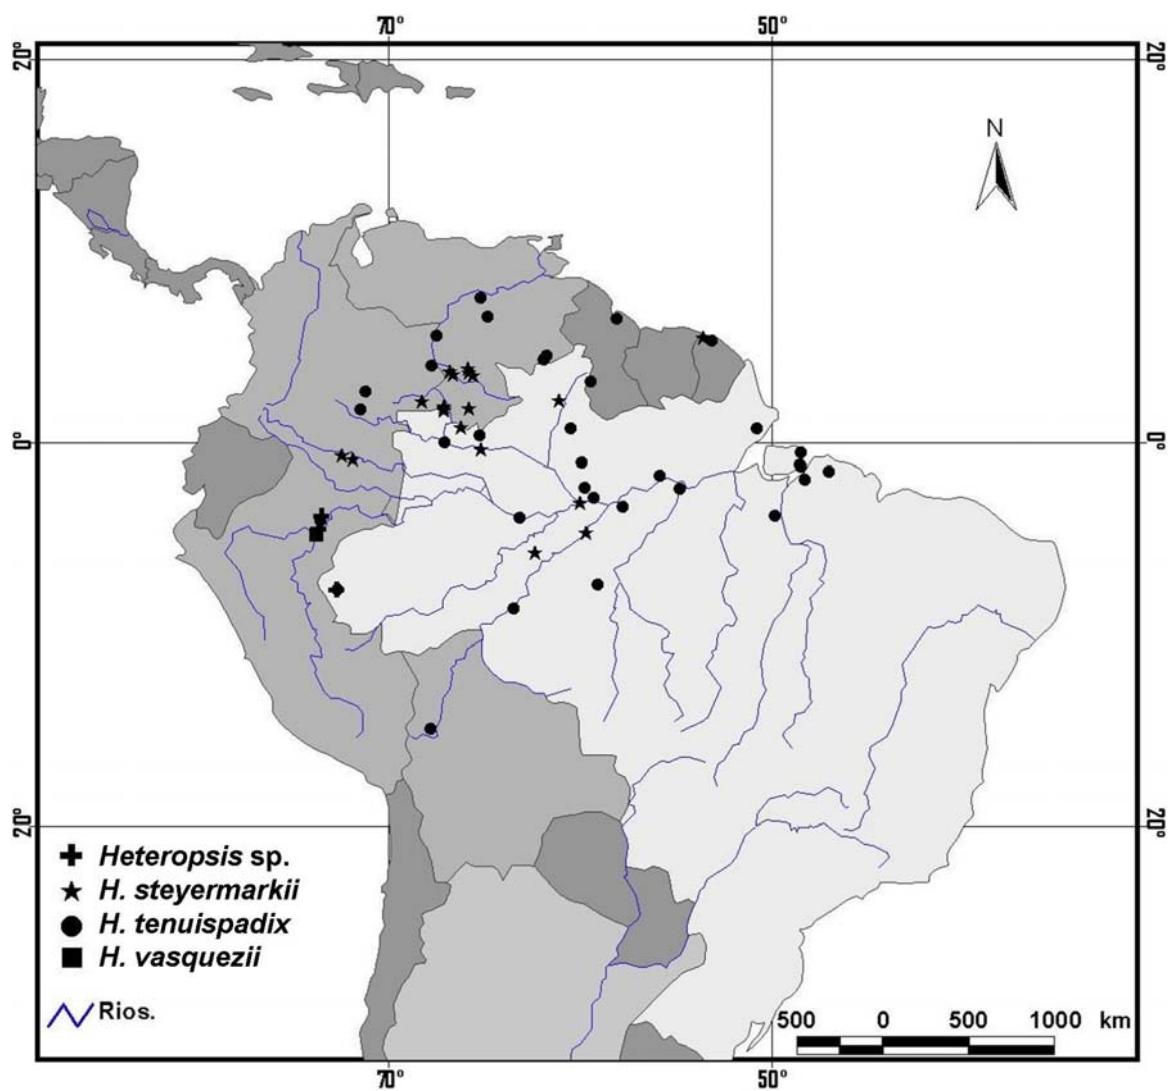 70°
50°
20°
20°
N
0°
0°
20°
20°
Heteropsis sp.
H. steyermarkii
H. tenuispadix
H. vasquezii
Rios.
500 0 500 1000 km
70°
50°